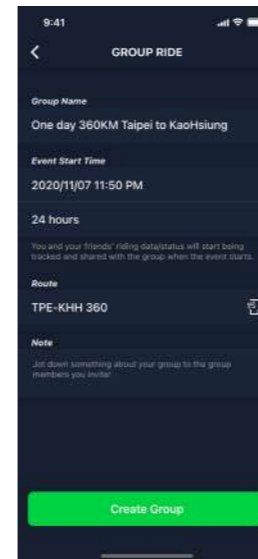 9:41
GROUP RIDE
Group Name
One day 360KM Taipei to KaoHsiung
Event Start Time
2020/11/07 11:50 PM
24 hours
You and your friends' riding data/status will start being
tracked and shared with the group when the event starts.
Route
TPE-KHH 360
Note
Jot down something about your group to the group
members you invite!
Create Group